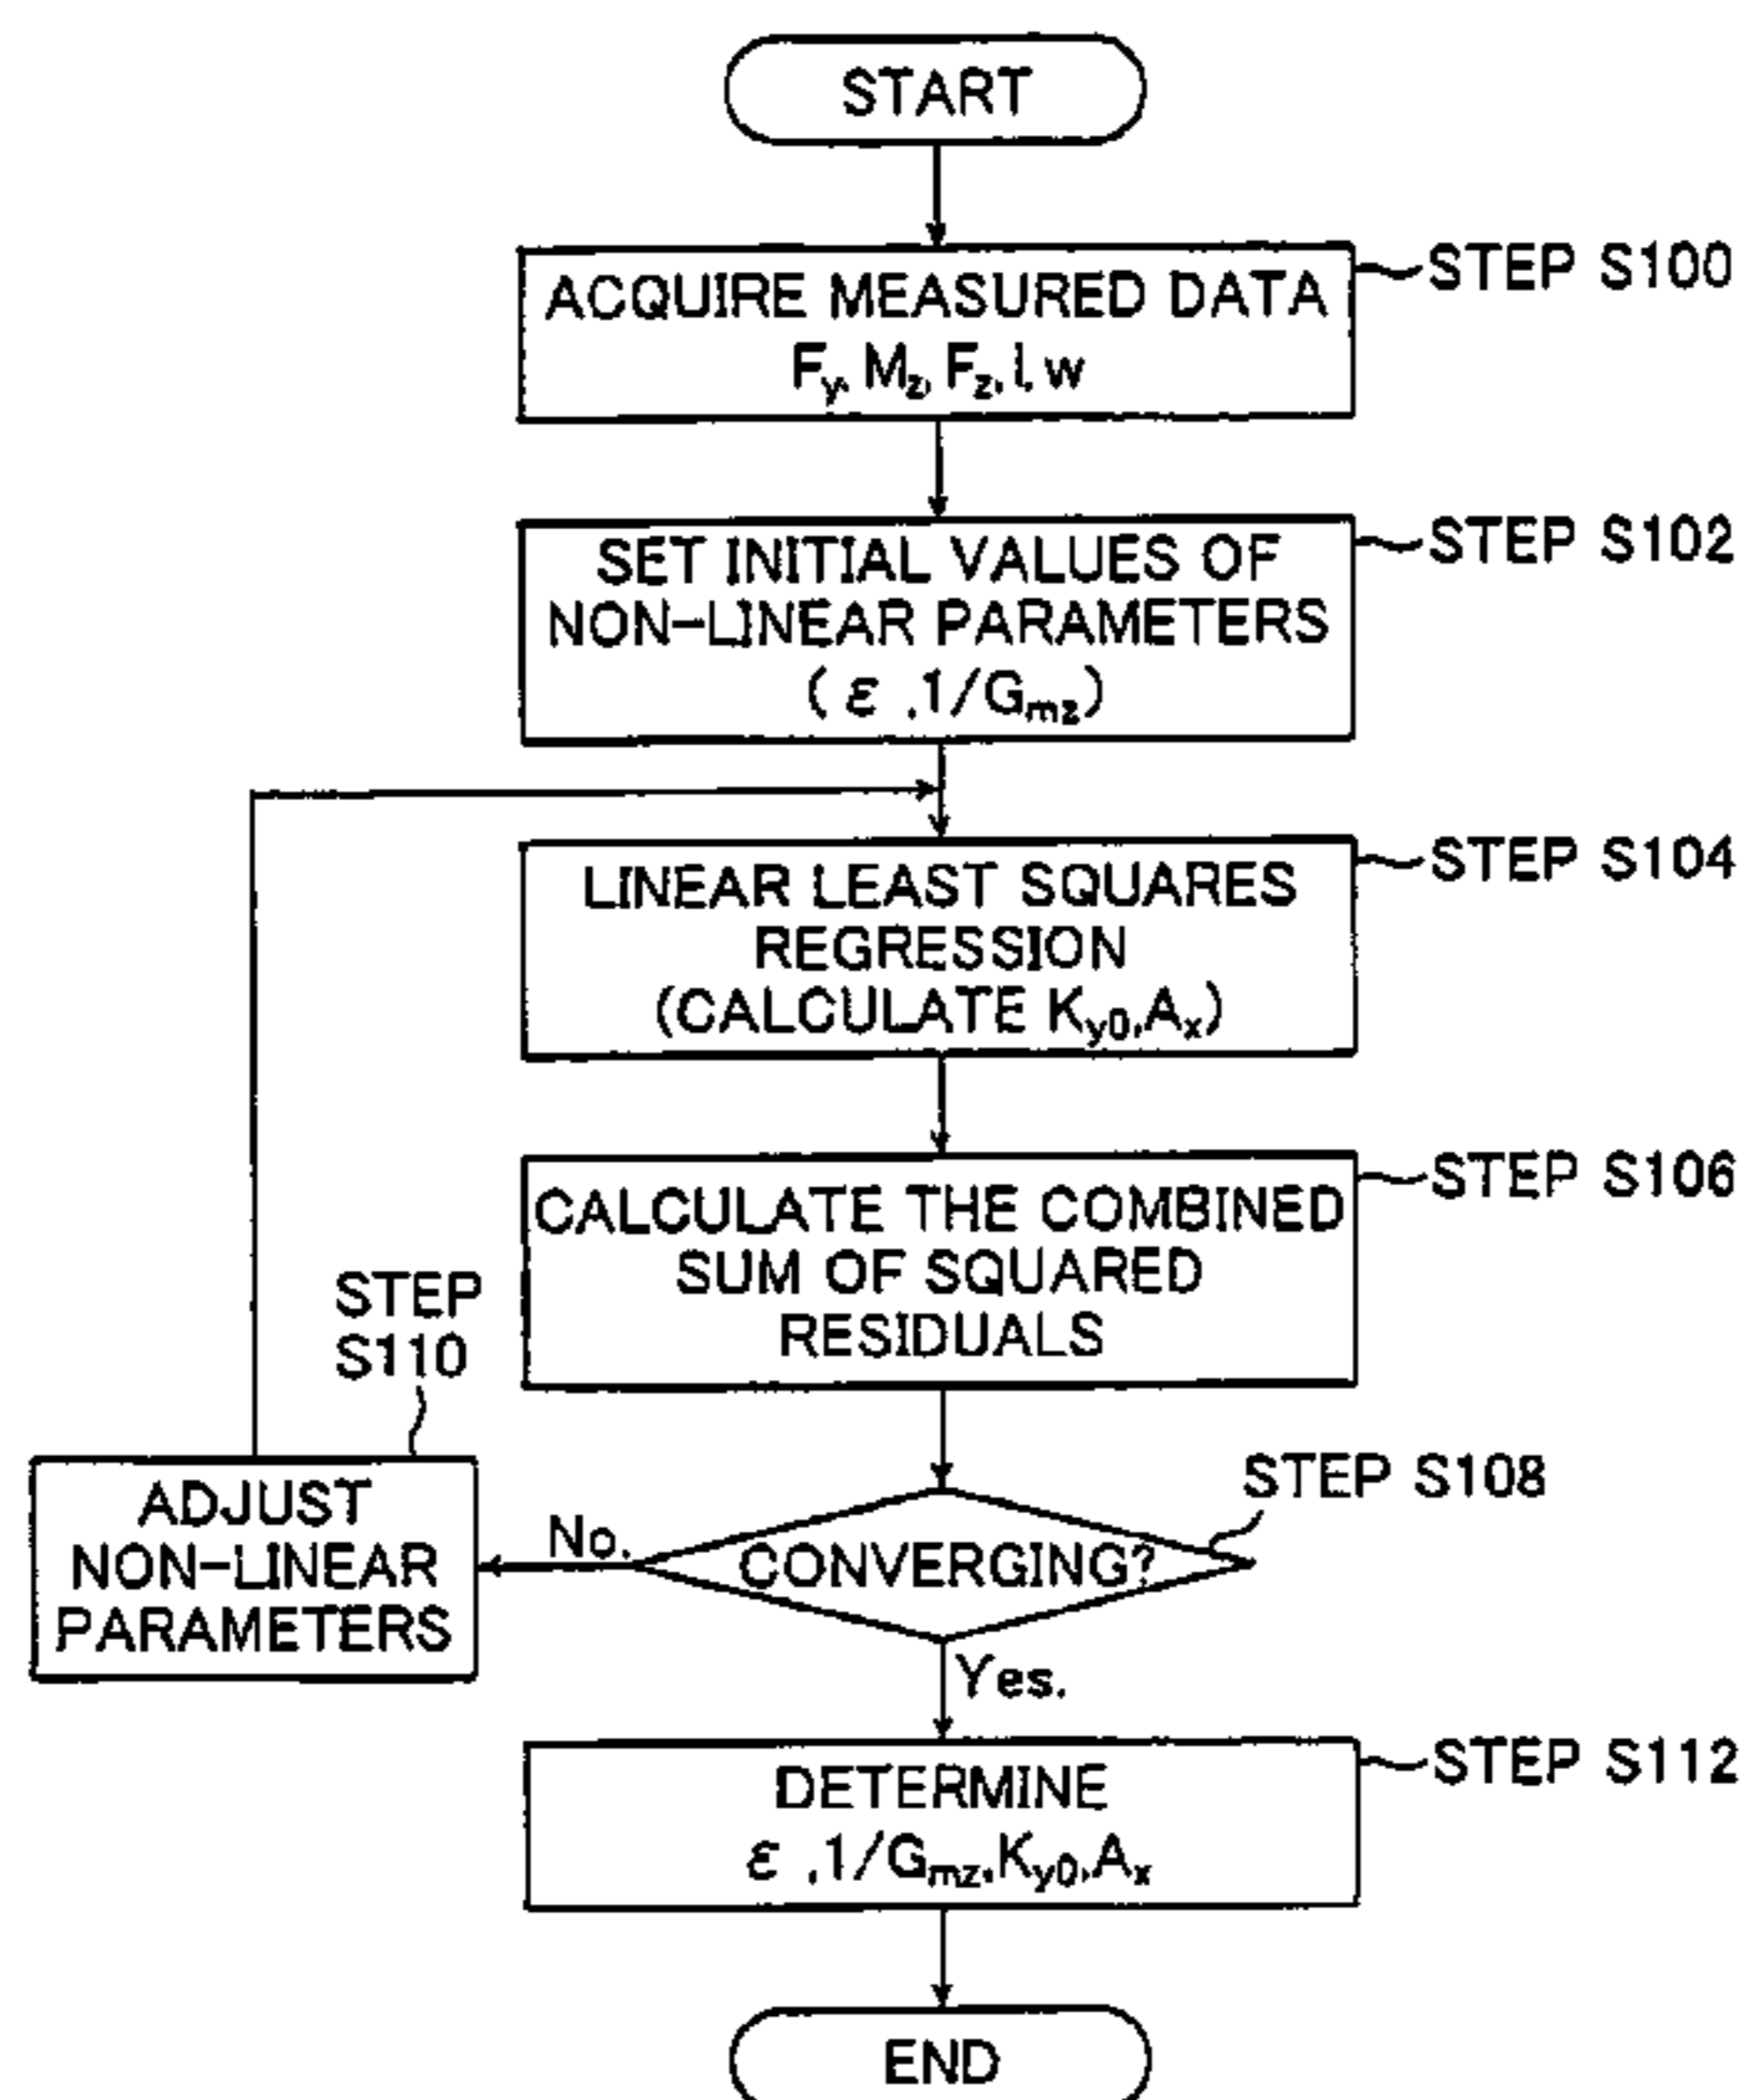 START
ACQUIRE MEASURED DATA
Fy, Mz, Fz, l, w
STEP S100
SET INITIAL VALUES OF
NON-LINEAR PARAMETERS
(ε,1/Gmz)
STEP S102
LINEAR LEAST SQUARES
REGRESSION
(CALCULATE Ky0,Ax)
STEP S104
CALCULATE THE COMBINED
SUM OF SQUARED
RESIDUALS
STEP S106
CONVERGING?
STEP S108
No.
STEP
S110
ADJUST
NON-LINEAR
PARAMETERS
Yes.
DETERMINE
ε,1/Gmz,Ky0,Ax
STEP S112
END